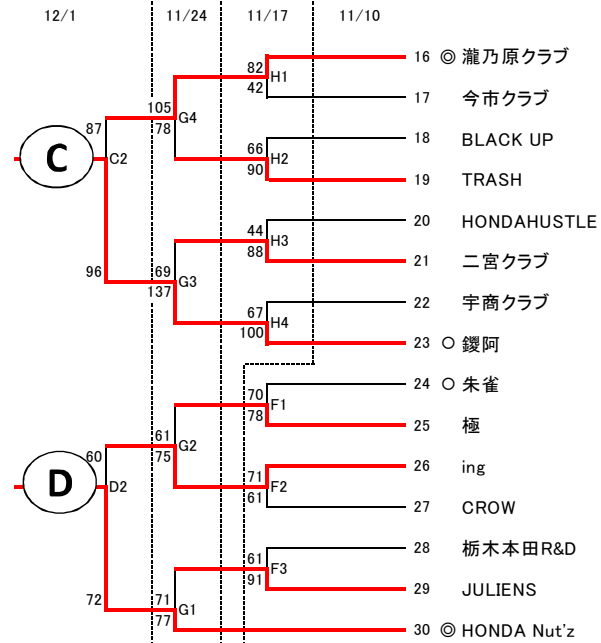 12/1 11/24 11/17 11/10
82 H1 16 ◎ 瀧乃原クラブ
42 17 今市クラブ
105 G4
78
87 C2
C
66 H2 18 BLACK UP
90 19 TRASH
44 H3 20 HONDAHUSTLE
88 21 二宮クラブ
96 69 G3
137
67 H4 22 宇商クラブ
100 23 ○ 鑁阿
70 F1 24 ○ 朱雀
78 25 極
61 G2
75
60 D2
D
71 F2 26 ing
61 27 CROW
61 F3 28 栃木本田R&D
91 29 JULIENS
72 71 G1
77 30 ◎ HONDA Nut'z